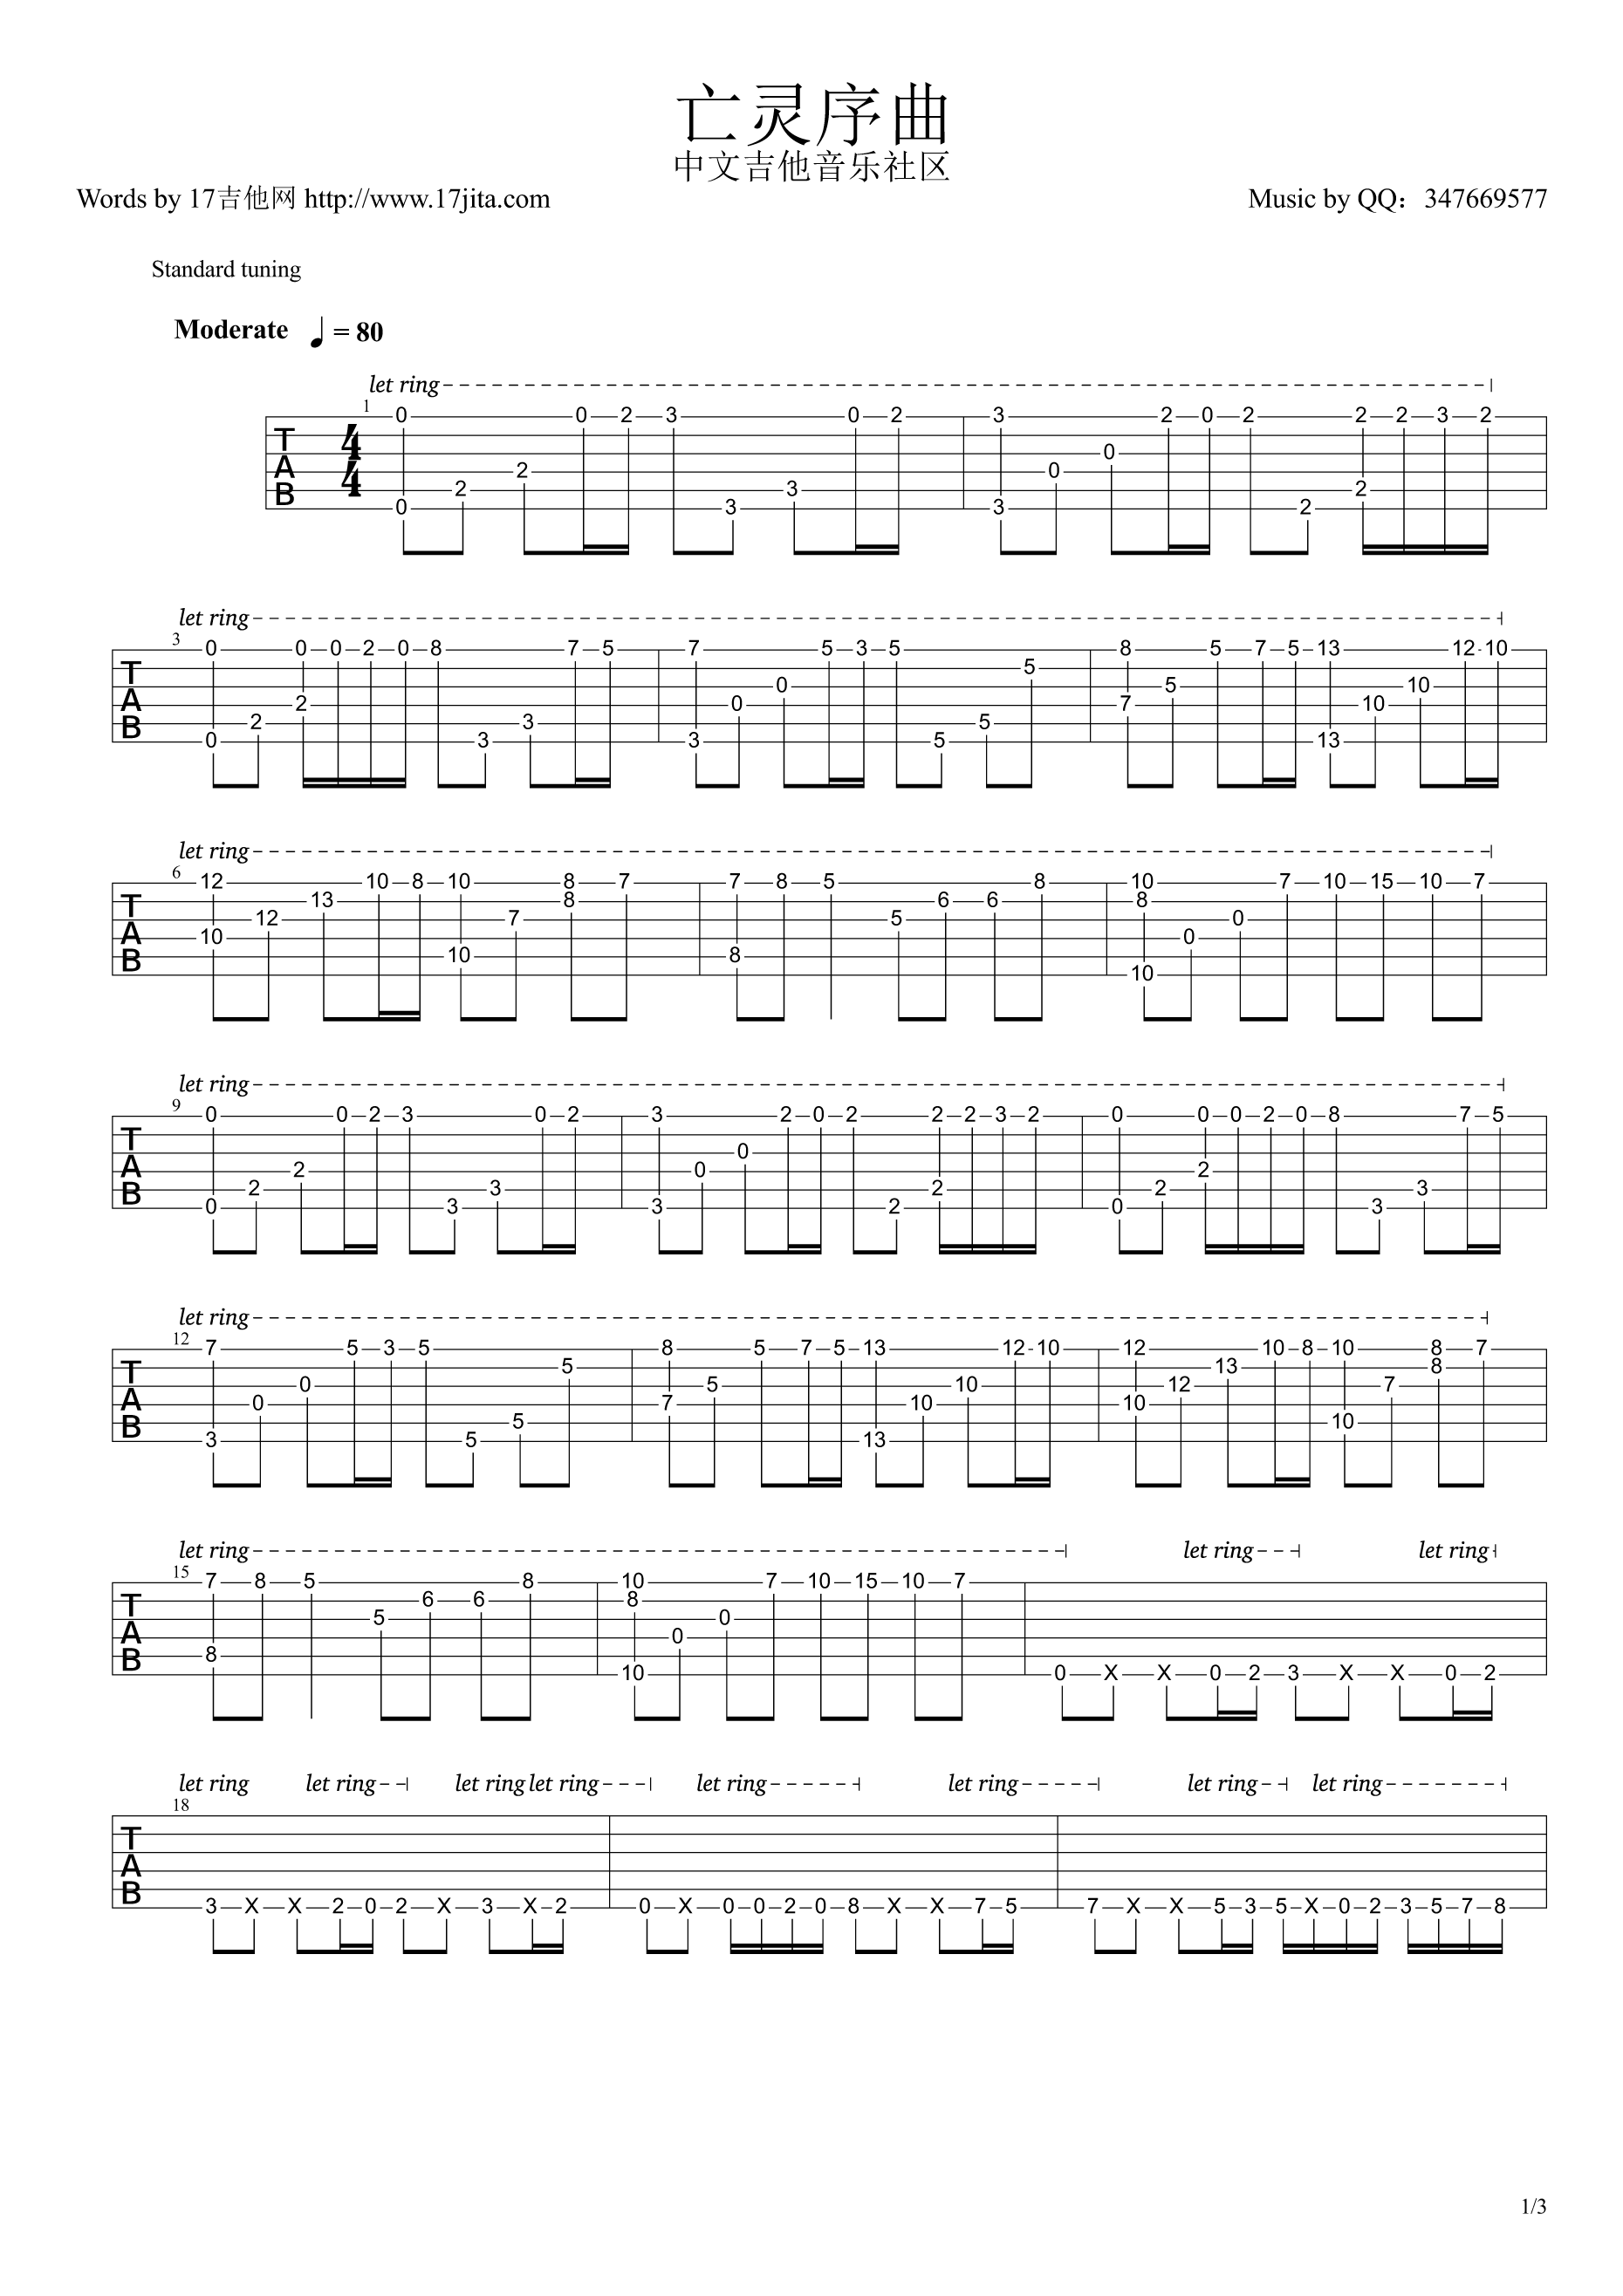 亡灵序曲
中文吉他音乐社区
Words by 17吉他网 http://www.17jita.com
Music by QQ：347669577
Standard tuning
Moderate ♩ = 80
let ring
1
0 0 2 3 0 2 3 2 0 2 2 2 3 2
0
2 0
T
A
B
4
4
2 3 2
0 3 3 2
let ring
3
0 0 0 2 0 8 7 5 7 5 3 5 8 5 7 5 13 12 10
5
0 5 10
T
A
B
2 0 7 10
2 3 5
0 3 3 5 13
let ring
6
12 10 8 10 8 7 7 8 5 8 10 7 10 15 10 7
13 8 6 6 8
12 7 5 0
T
A
B
10 0
10 8
10
let ring
9
0 0 2 3 0 2 3 2 0 2 2 2 3 2 0 0 0 2 0 8 7 5
0
T
A
B
2 0 2
2 3 2 2 3
0 3 3 2 0 3
let ring
12
7 5 3 5 8 5 7 5 13 12 10 12 10 8 10 8 7
5 13 8
0 5 10 12 7
T
A
B
0 7 10 10
5 10
3 5 13
let ring let ring let ring
15
7 8 5 8 10 7 10 15 10 7
6 6 8
5 0
T
A
B
0
8
10 0 X X 0 2 3 X X 0 2
let ring let ring let ring let ring let ring let ring let ring let ring
18
T
A
B
3 X X 2 0 2 X 3 X 2 0 X 0 0 2 0 8 X X 7 5 7 X X 5 3 5 X 0 2 3 5 7 8
1/3